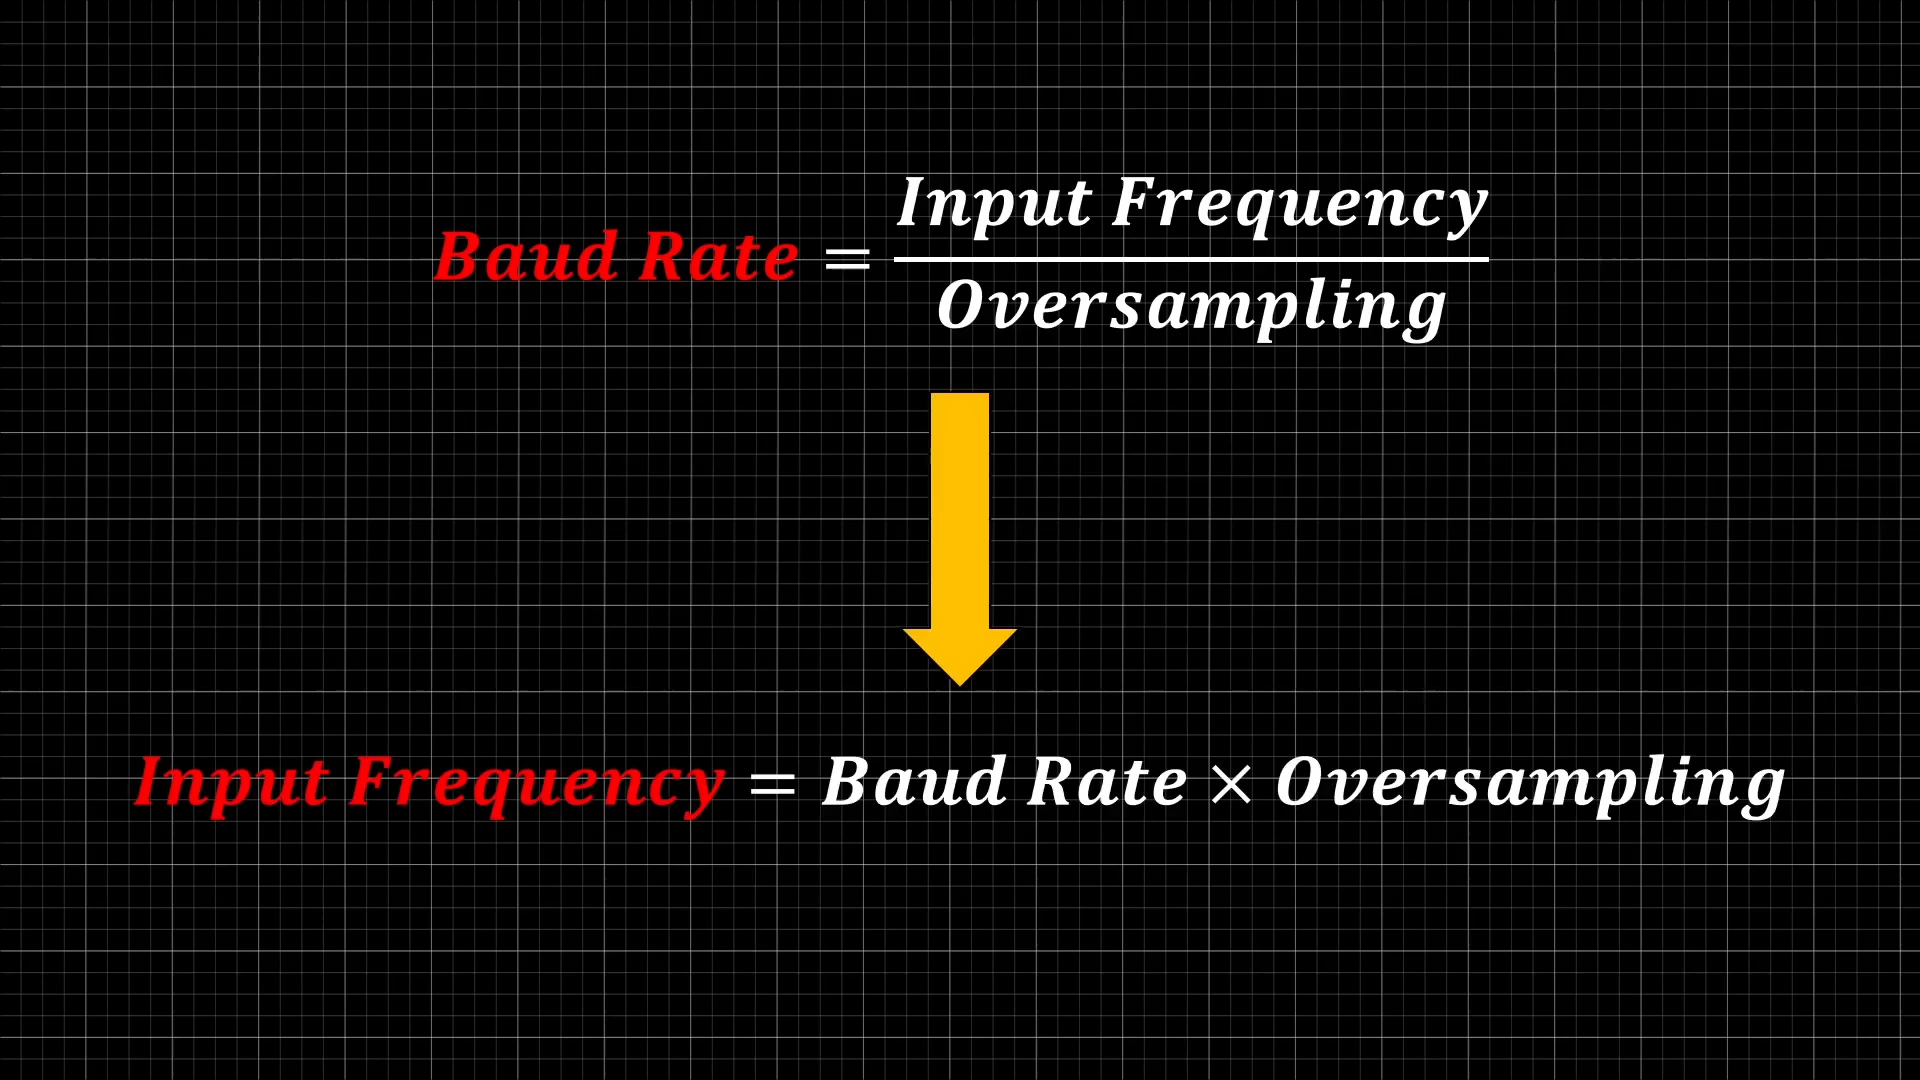 Baud Rate = Input Frequency / Oversampling
Input Frequency = Baud Rate × Oversampling